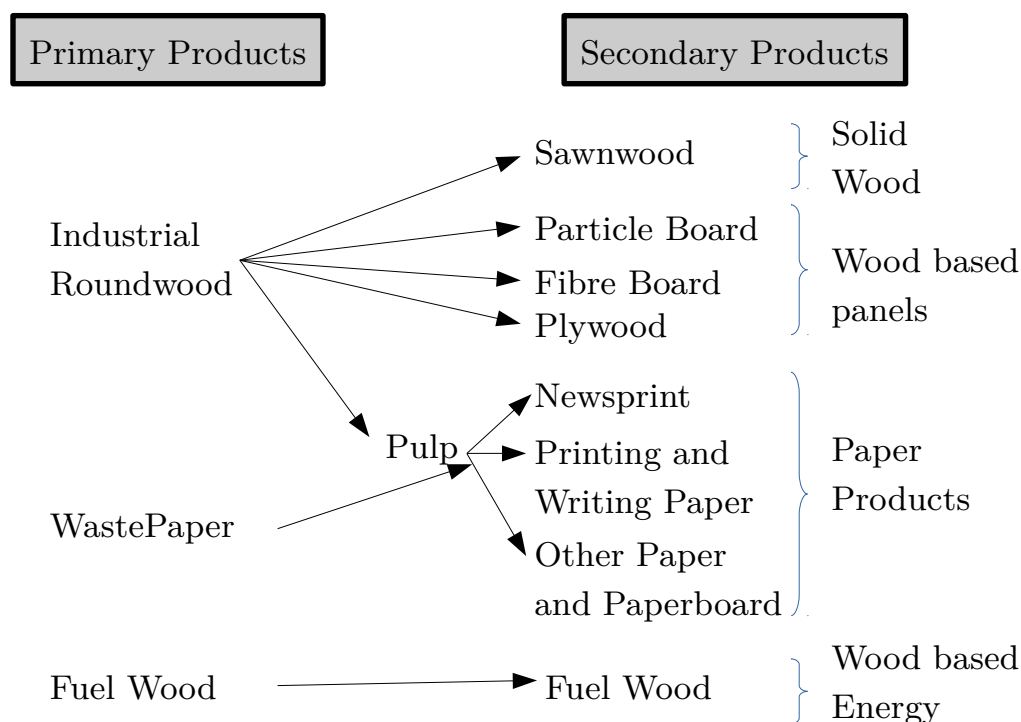 Primary Products
Secondary Products
Sawnwood
Solid
Wood
Industrial
Roundwood
Particle Board
Fibre Board
Plywood
Wood based
panels
Pulp
Newsprint
Printing and
Writing Paper
Other Paper
and Paperboard
Paper
Products
WastePaper
Fuel Wood
Fuel Wood
Wood based
Energy